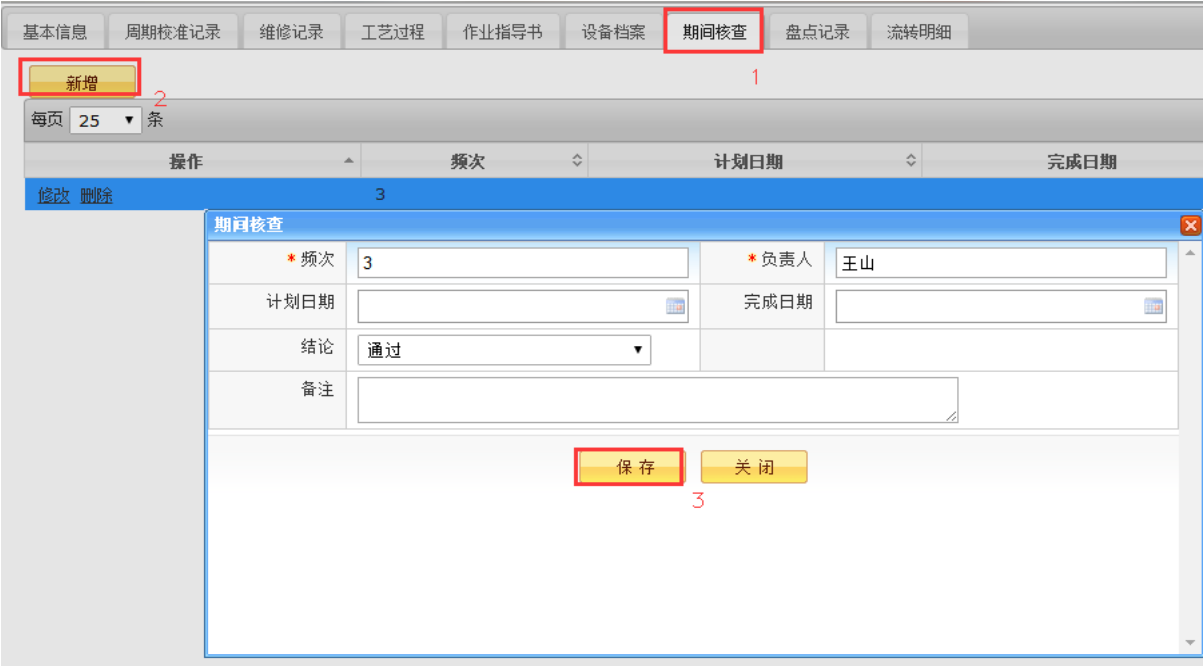 基本信息 周期校准记录 维修记录 工艺过程 作业指导书 设备档案 期间核查 盘点记录 流转明细
1
新增
2
每页 25 条
操作 频次 计划日期 完成日期
修改 删除 3
期间核查
*频次 3 *负责人 王山
计划日期 完成日期
结论 通过
备注
保 存 关 闭
3